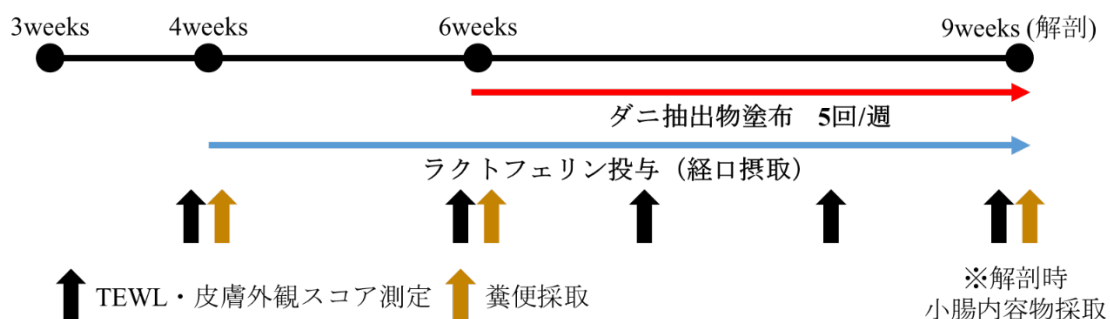 3weeks 4weeks 6weeks 9weeks (解剖)
ダニ抽出物塗布 5回/週
ラクトフェリン投与（経口摂取）
TEWL・皮膚外観スコア測定 糞便採取
※解剖時
小腸内容物採取